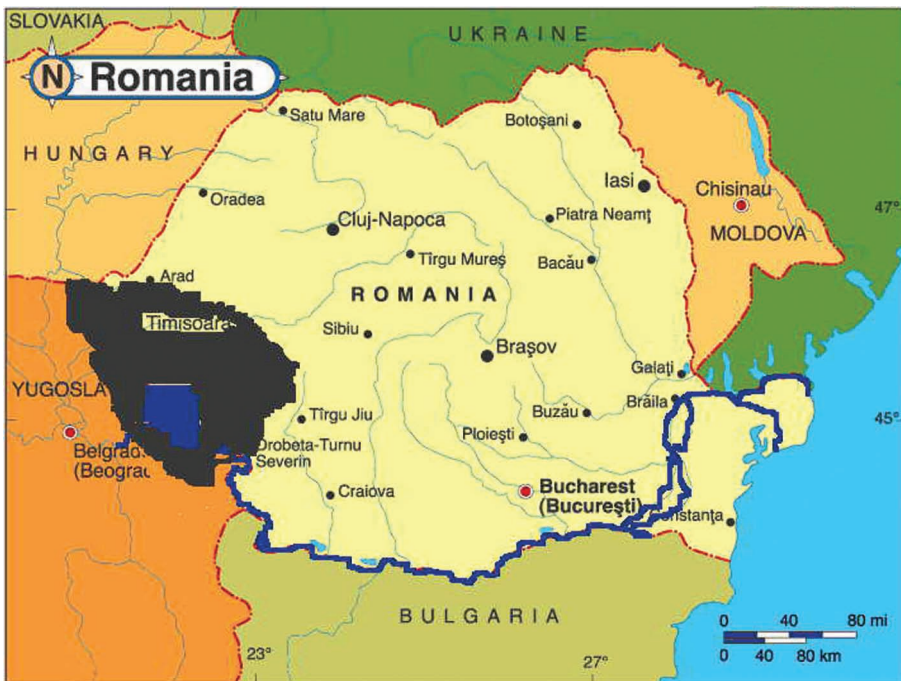 SLOVAKIA
UKRAINE
N Romania
Satu Mare
Botoşani
HUNGARY
Iasi
Chisinau
Oradea
47°
Piatra Neamţ
Cluj-Napoca
MOLDOVA
Tîrgu Mureş
Bacău
Arad
ROMANIA
Timisoara
Sibiu
Braşov
Galaţi
YUGOSLA
Brăila
Tîrgu Jiu
Buzău
45°
Ploieşti
Drobeta-Turnu
Severin
Belgrad
(Beograd
Craiova
Bucharest
(Bucureşti)
onstanţa
BULGARIA
0 40 80 mi
0 40 80 km
23°
27°